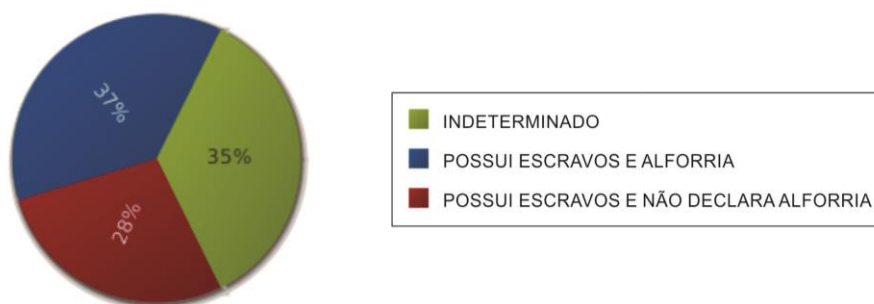 37%
35%
28%
INDETERMINADO
POSSUI ESCRAVOS E ALFORRIA
POSSUI ESCRAVOS E NÃO DECLARA ALFORRIA